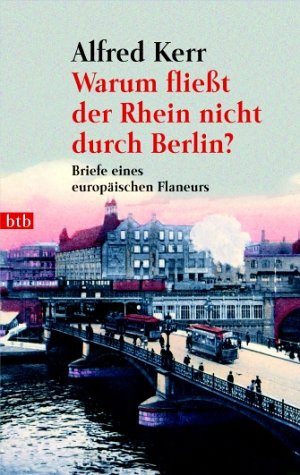 Alfred Kerr
Warum fließt
der Rhein nicht
durch Berlin?
Briefe eines
europäischen Flaneurs
btb